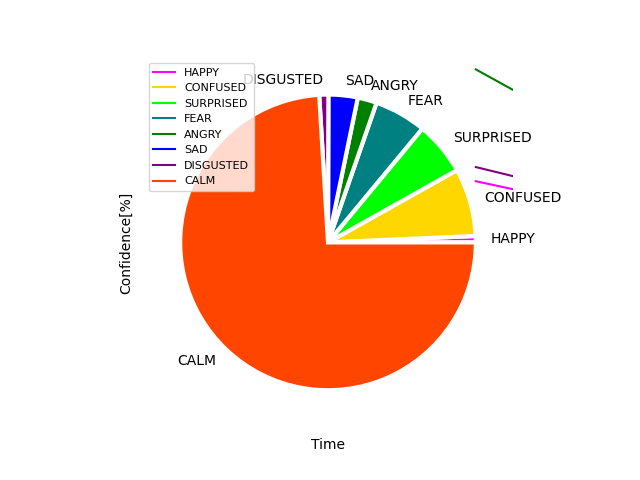 HAPPY
CONFUSED
SURPRISED
FEAR
ANGRY
SAD
DISGUSTED
CALM
DISGUSTED
SAD
ANGRY
FEAR
SURPRISED
CONFUSED
HAPPY
CALM
Confidence[%]
Time